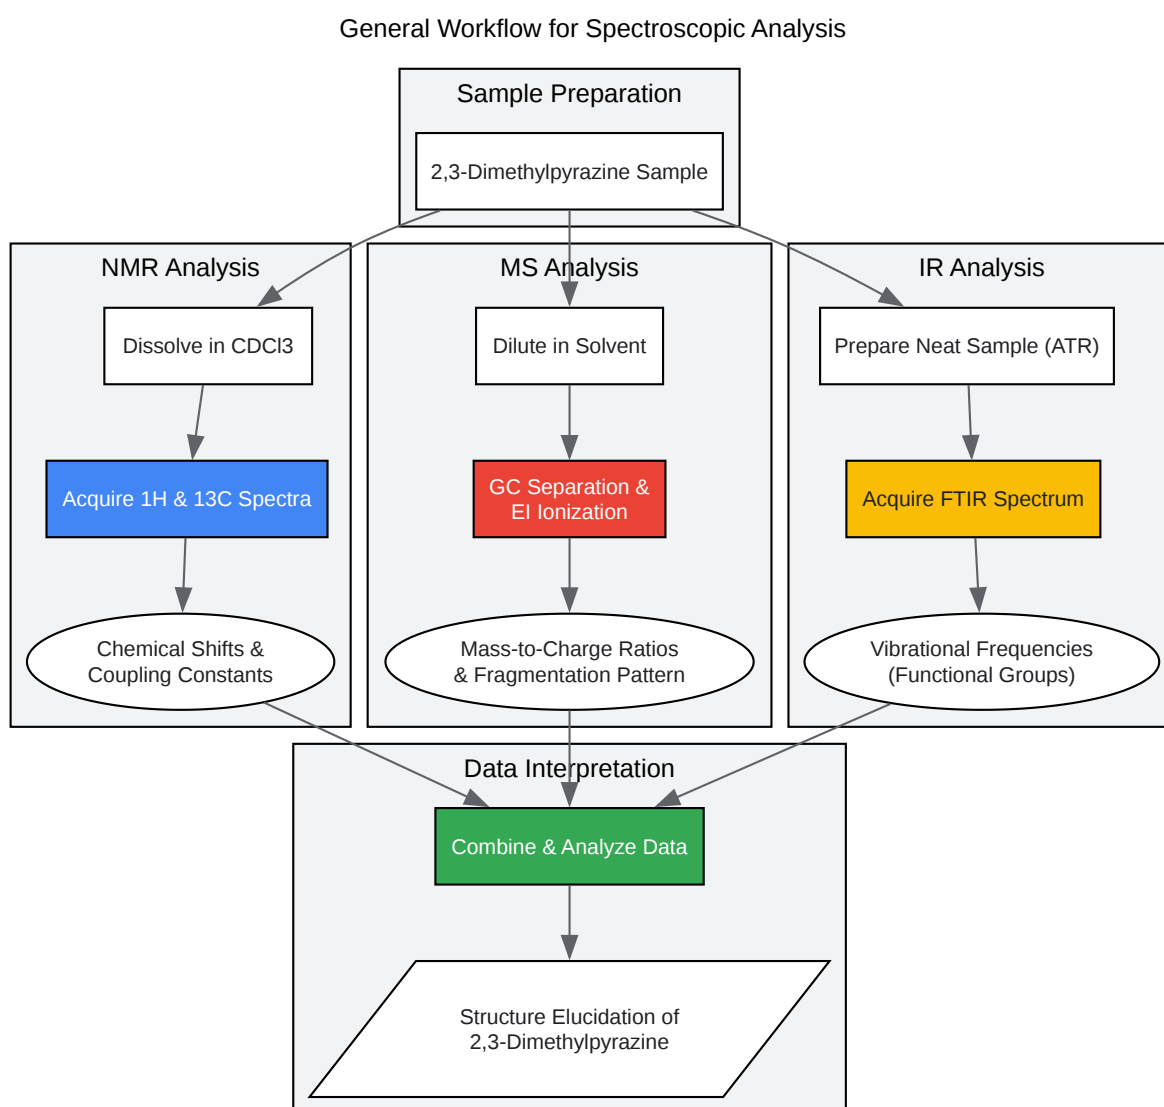 General Workflow for Spectroscopic Analysis
Sample Preparation
2,3-Dimethylpyrazine Sample
NMR Analysis
MS Analysis
IR Analysis
Dissolve in CDCl3
Dilute in Solvent
Prepare Neat Sample (ATR)
Acquire 1H & 13C Spectra
GC Separation &
EI Ionization
Acquire FTIR Spectrum
Chemical Shifts &
Coupling Constants
Mass-to-Charge Ratios
& Fragmentation Pattern
Vibrational Frequencies
(Functional Groups)
Data Interpretation
Combine & Analyze Data
Structure Elucidation of
2,3-Dimethylpyrazine